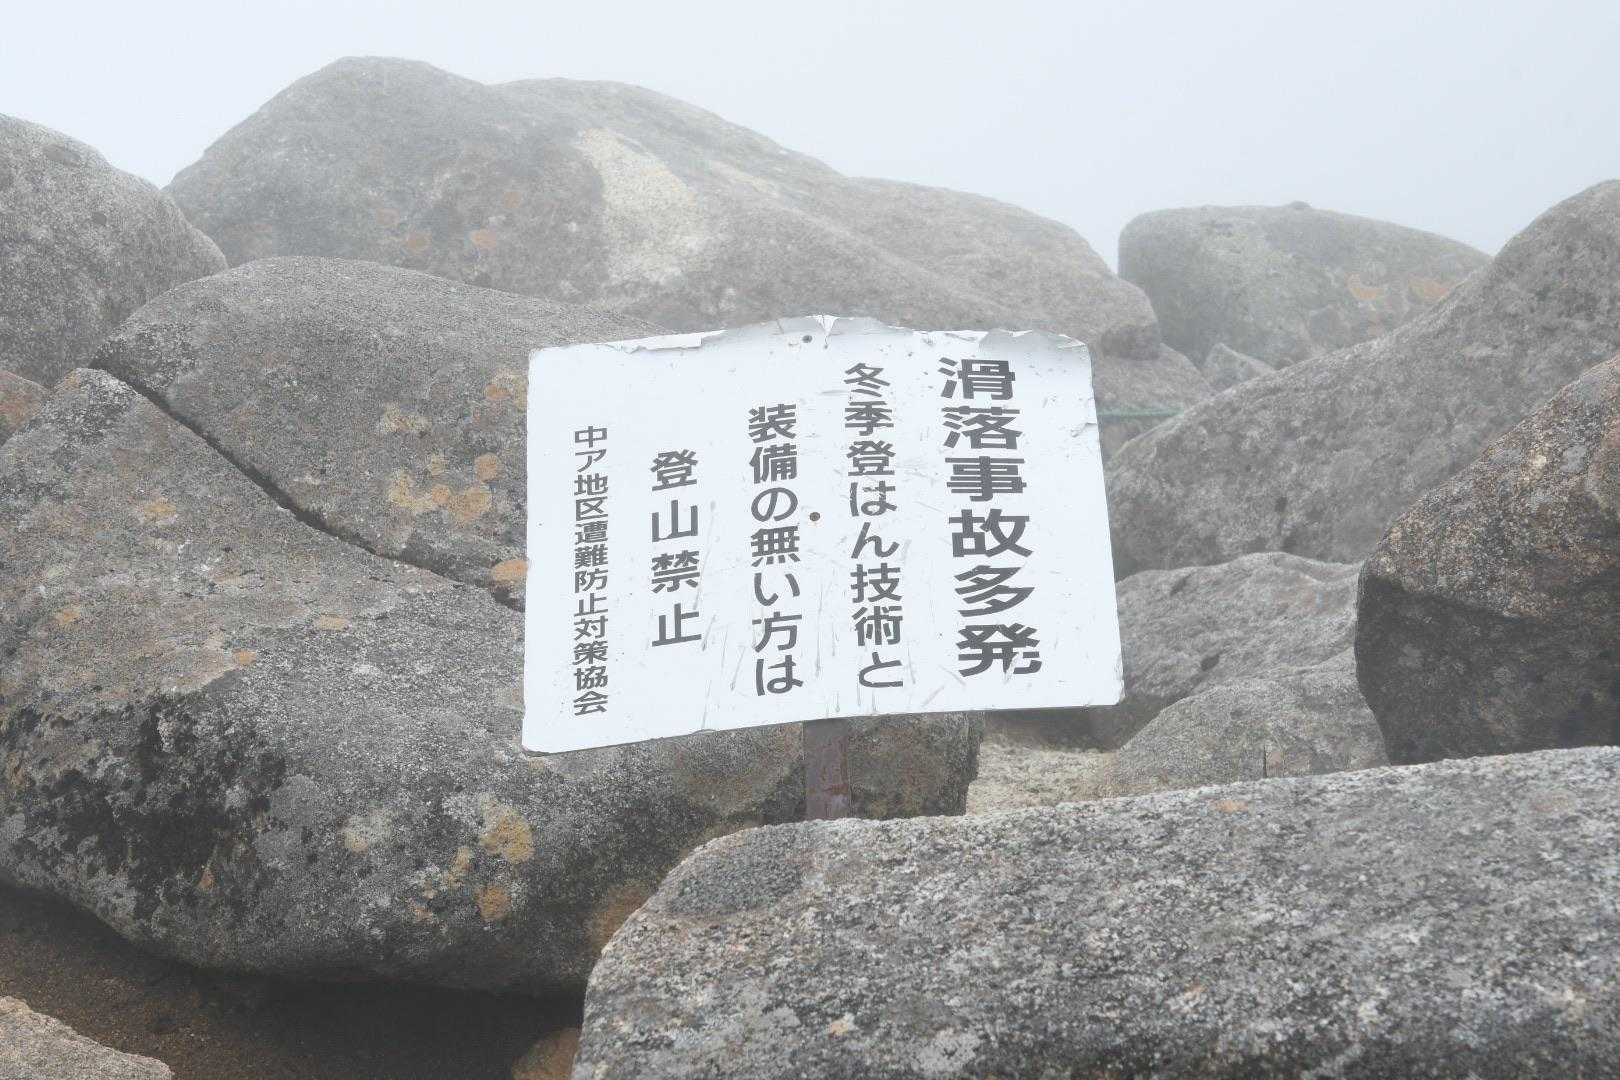 滑落事故多発
冬季登はん技術と
装備の無い方は
登山禁止
中ア地区遭難防止対策協会